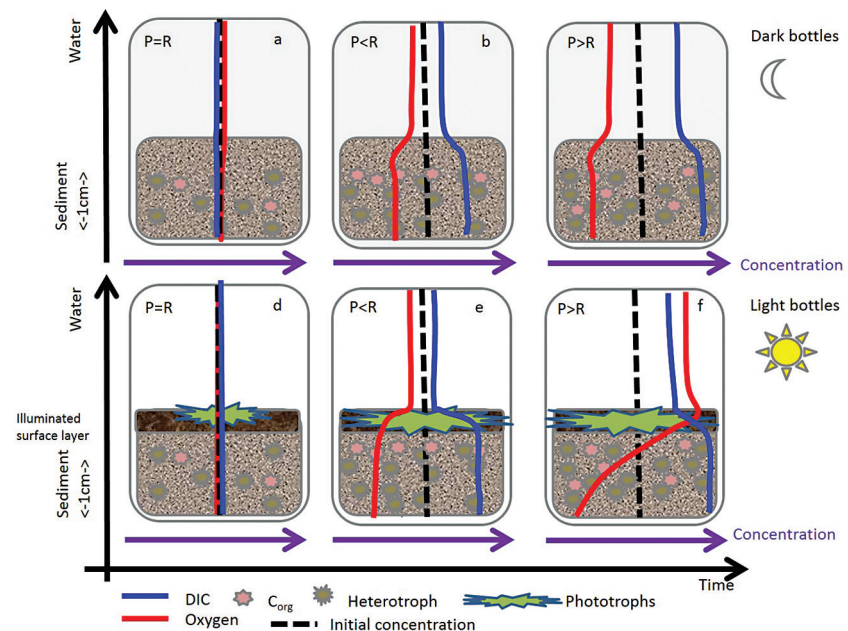 Water
P=R a
P<R b
P>R c
Dark bottles
Sediment
<-1cm->
Concentration
Water
P=R d
P<R e
P>R f
Light bottles
Illuminated
surface layer
Sediment
<-1cm->
Concentration
Time
DIC
Corg
Heterotroph
Phototrophs
Oxygen
Initial concentration